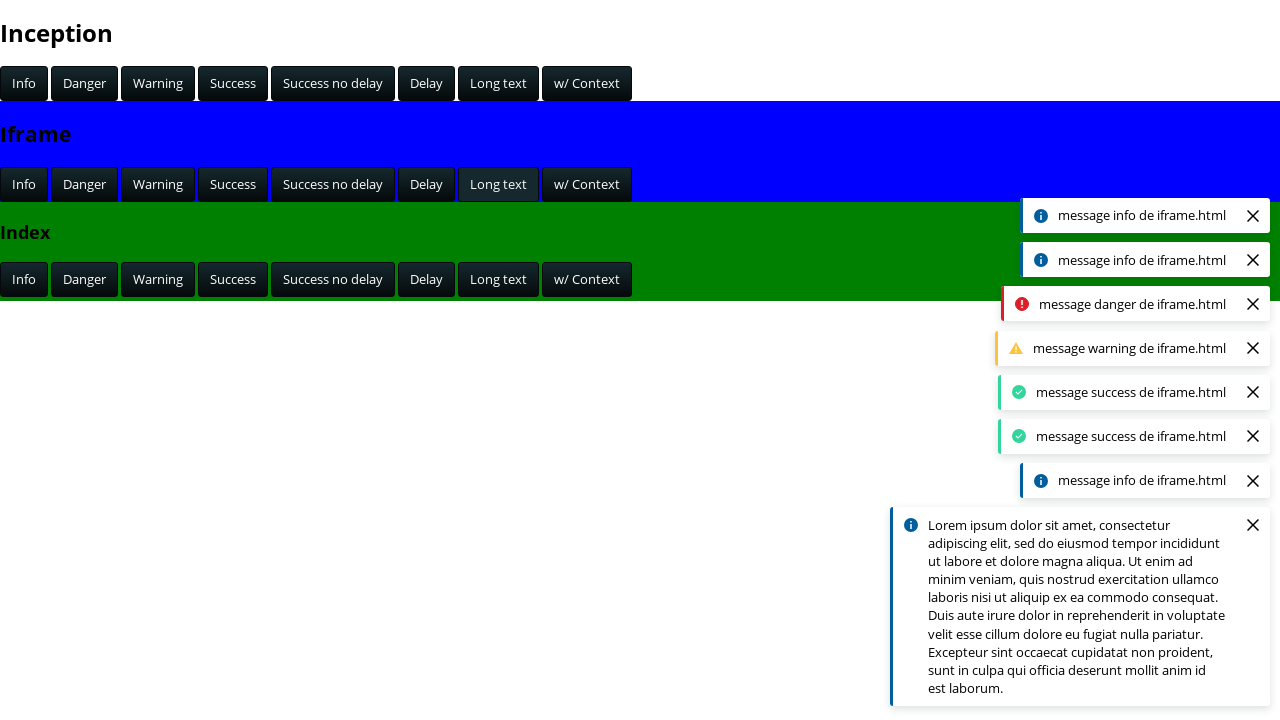 Inception
Info Danger Warning Success Success no delay Delay Long text w/ Context
Iframe
Info Danger Warning Success Success no delay Delay Long text w/ Context
Index
Info Danger Warning Success Success no delay Delay Long text w/ Context
message info de iframe.html
message info de iframe.html
message danger de iframe.html
message warning de iframe.html
message success de iframe.html
message success de iframe.html
message info de iframe.html
Lorem ipsum dolor sit amet, consectetur
adipiscing elit, sed do eiusmod tempor incididunt
ut labore et dolore magna aliqua. Ut enim ad
minim veniam, quis nostrud exercitation ullamco
laboris nisi ut aliquip ex ea commodo consequat.
Duis aute irure dolor in reprehenderit in voluptate
velit esse cillum dolore eu fugiat nulla pariatur.
Excepteur sint occaecat cupidatat non proident,
sunt in culpa qui officia deserunt mollit anim id
est laborum.